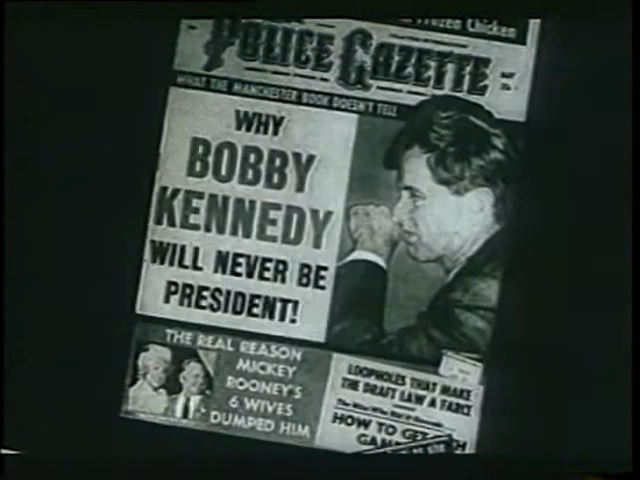 Frozen Chicken
POLICE GAZETTE
WHAT THE MANCHESTER BOOK DOESN'T TELL
WHY
BOBBY
KENNEDY
WILL NEVER BE
PRESIDENT!
THE REAL REASON
MICKEY
ROONEY'S
6 WIVES
DUMPED HIM
LOOPHOLES THAT MAKE
THE DRAFT LAW A FARCE
HOW TO GET